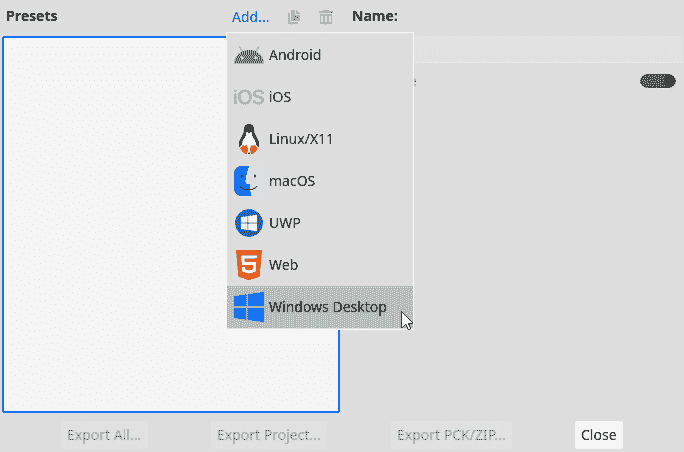 Presets Add... Name:
Android
iOS iOS
Linux/X11
macOS
UWP
5 Web
Windows Desktop
Export All... Export Project... Export PCK/ZIP... Close